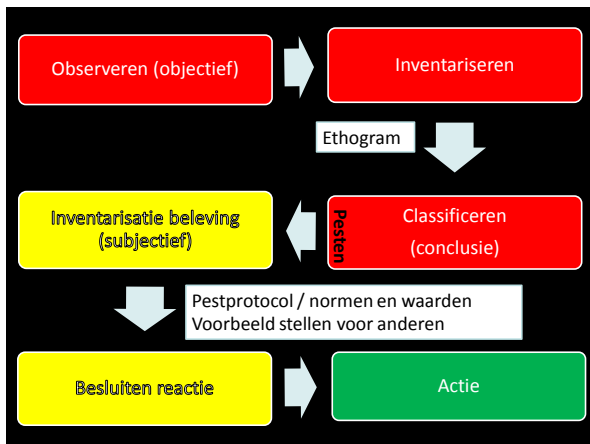 Observeren (objectief)
Inventariseren
Ethogram
Inventarisatie beleving
(subjectief)
Pesten
Classificeren
(conclusie)
Pestprotocol / normen en waarden
Voorbeeld stellen voor anderen
Besluiten reactie
Actie